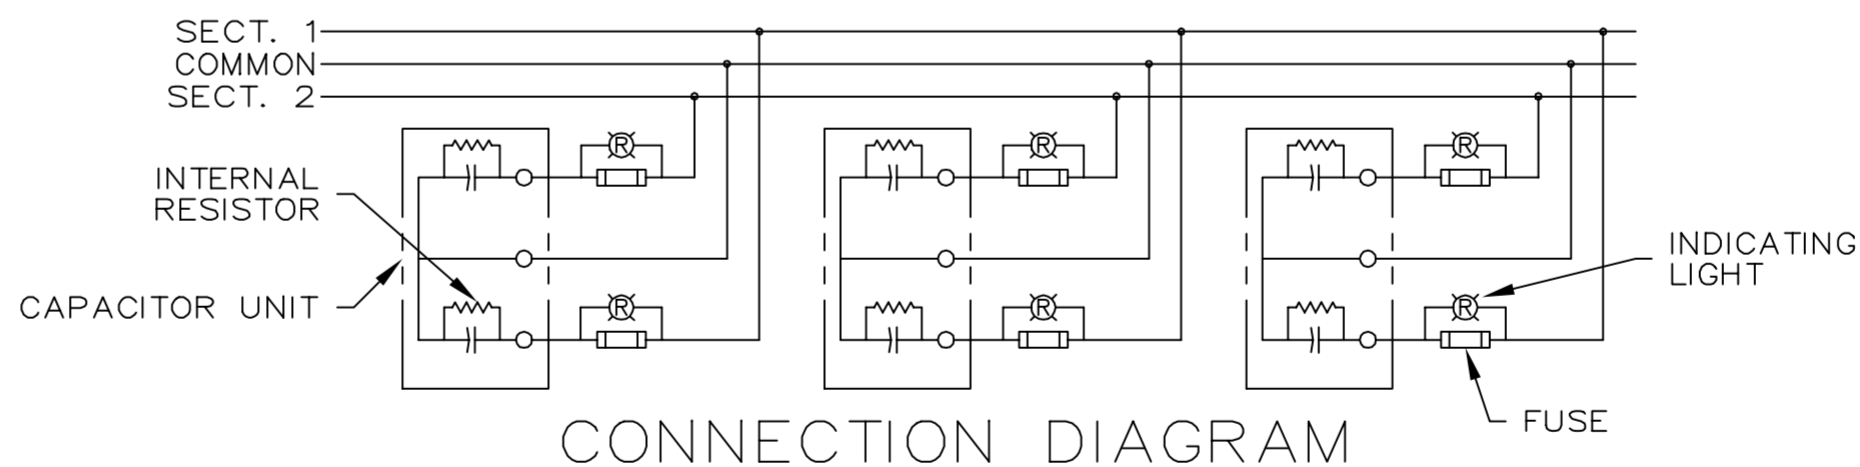 SECT. 1
COMMON
SECT. 2
R
R
R
INTERNAL
RESISTOR
CAPACITOR UNIT
R
R
R
INDICATING
LIGHT
FUSE
CONNECTION DIAGRAM